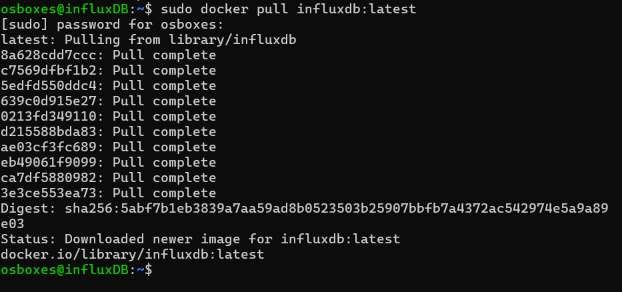 osboxes@influxDB:~$ sudo docker pull influxdb:latest
[sudo] password for osboxes:
latest: Pulling from library/influxdb
8a628cdd7ccc: Pull complete
c7569dfbf1b2: Pull complete
5edfd550ddc4: Pull complete
639c0d915e27: Pull complete
0213fd349110: Pull complete
d215588bda83: Pull complete
ae03cf3fc689: Pull complete
eb49061f9099: Pull complete
ca7df5880982: Pull complete
3e3ce553ea73: Pull complete
Digest: sha256:5abf7b1eb3839a7aa59ad8b0523503b25907bbfb7a4372ac542974e5a9a89
e03
Status: Downloaded newer image for influxdb:latest
docker.io/library/influxdb:latest
osboxes@influxDB:~$